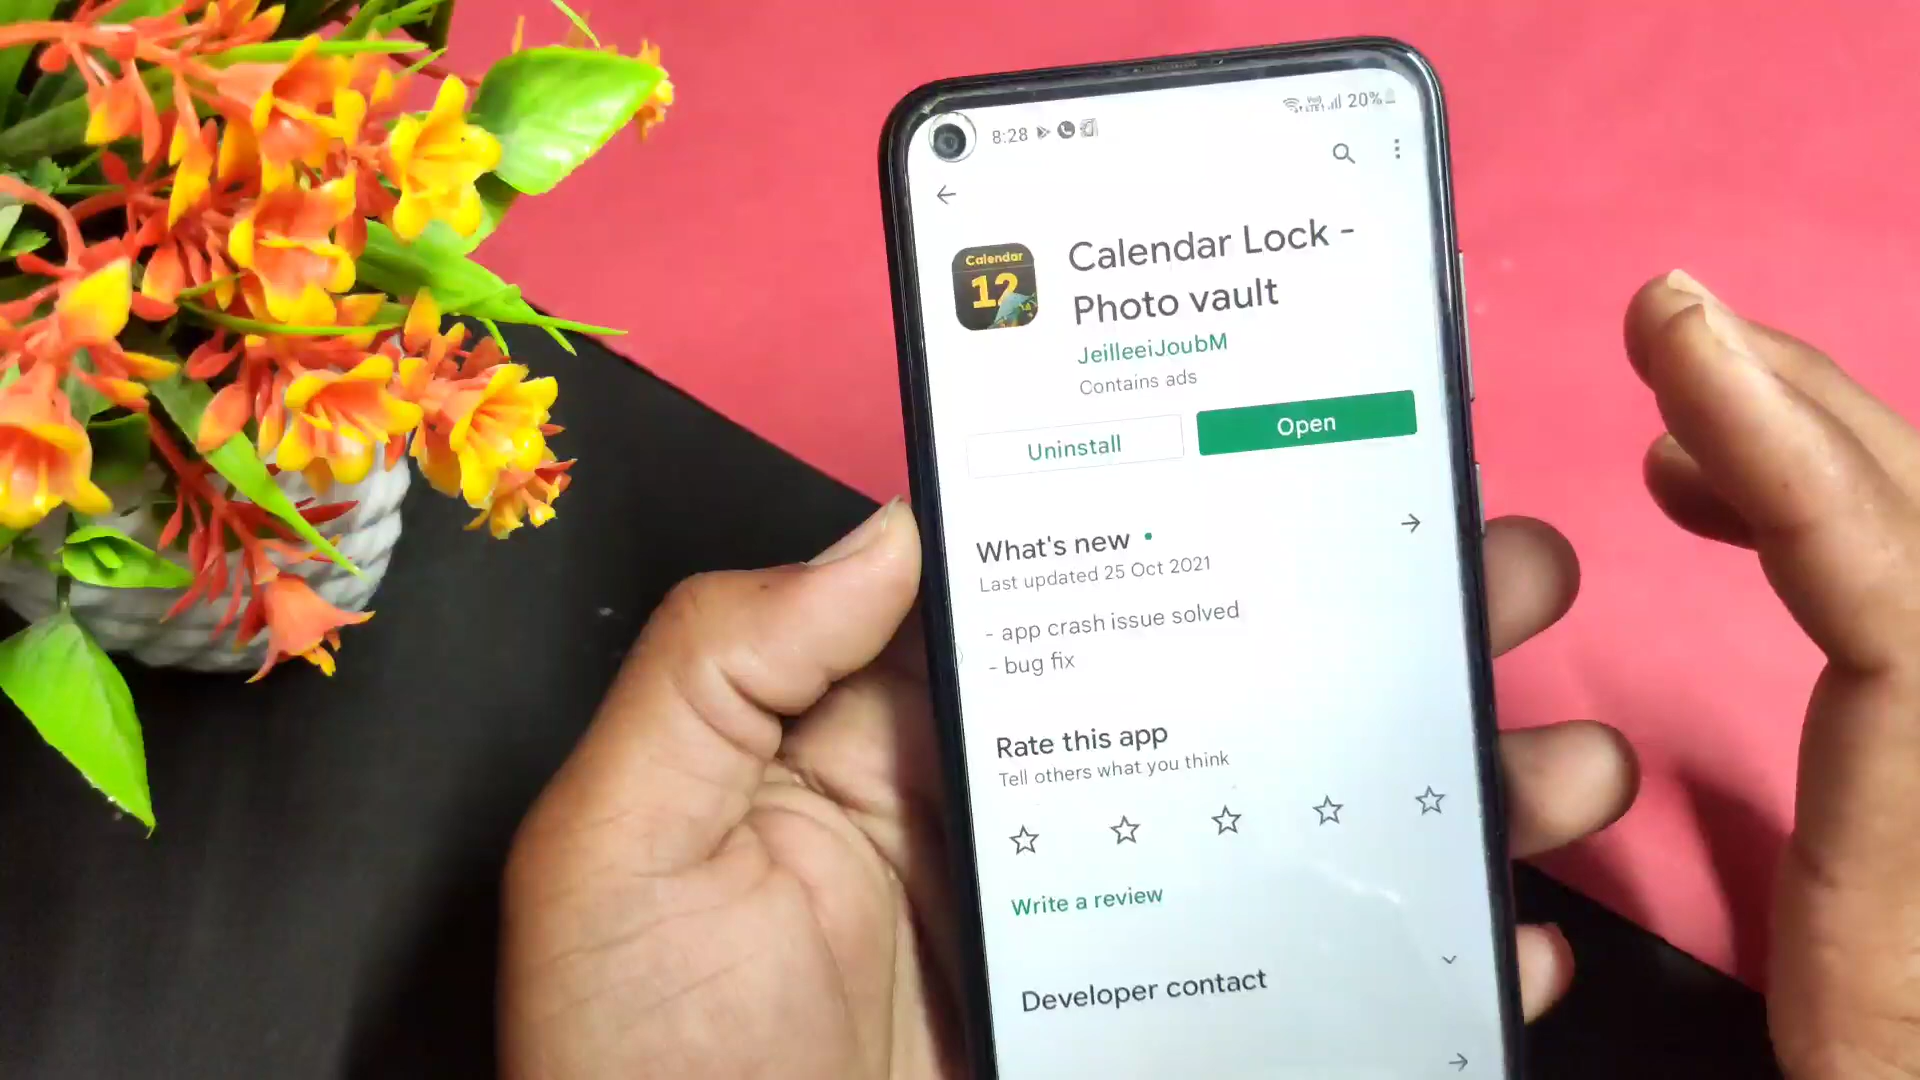 8:28
20%
Calendar
12
Calendar Lock -
Photo vault
JeilleeiJoubM
Contains ads
Uninstall
Open
What's new
Last updated 25 Oct 2021
- app crash issue solved
- bug fix
Rate this app
Tell others what you think
Write a review
Developer contact